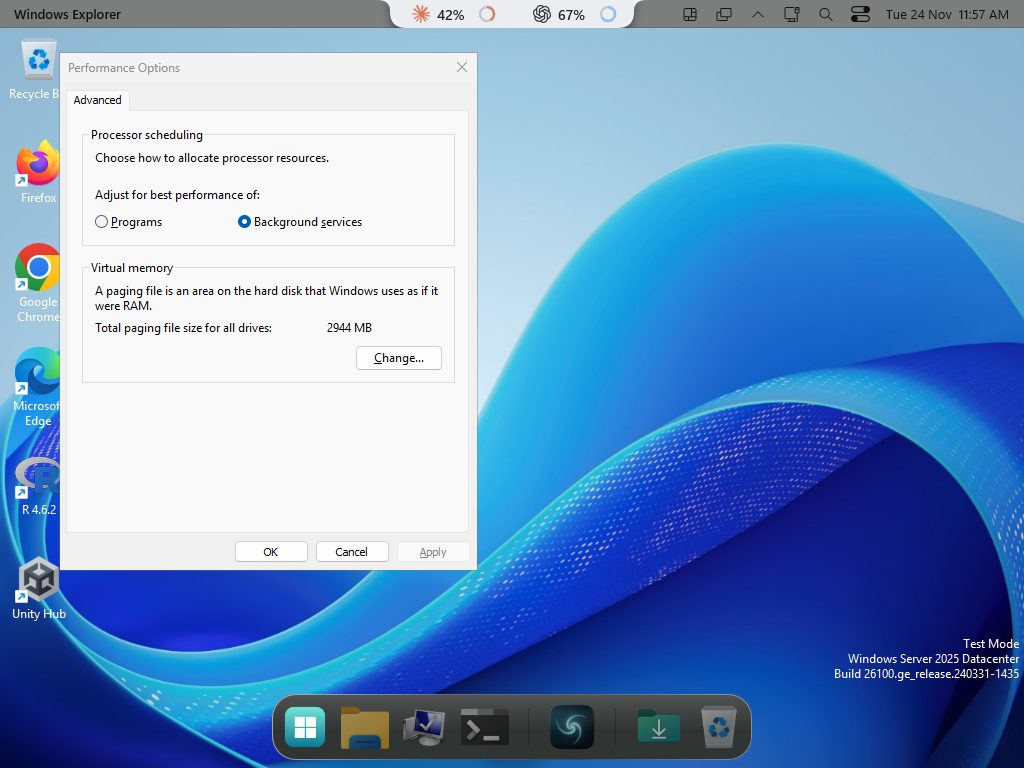 Windows Explorer
42%
67%
Tue 24 Nov 11:57 AM
Recycle B
Firefox
Google
Chrome
Microsof
Edge
R 4.6.2
Unity Hub
Performance Options
Advanced
Processor scheduling
Choose how to allocate processor resources.
Adjust for best performance of:
Programs
Background services
Virtual memory
A paging file is an area on the hard disk that Windows uses as if it
were RAM.
Total paging file size for all drives:
2944 MB
Change...
OK
Cancel
Apply
Test Mode
Windows Server 2025 Datacenter
Build 26100.ge_release.240331-1435